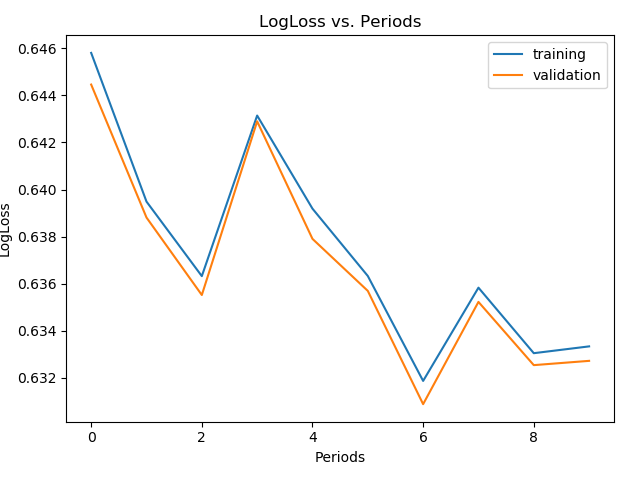 LogLoss vs. Periods
training
validation
0.646
0.644
0.642
0.640
0.638
0.636
0.634
0.632
LogLoss
0 2 4 6 8
Periods